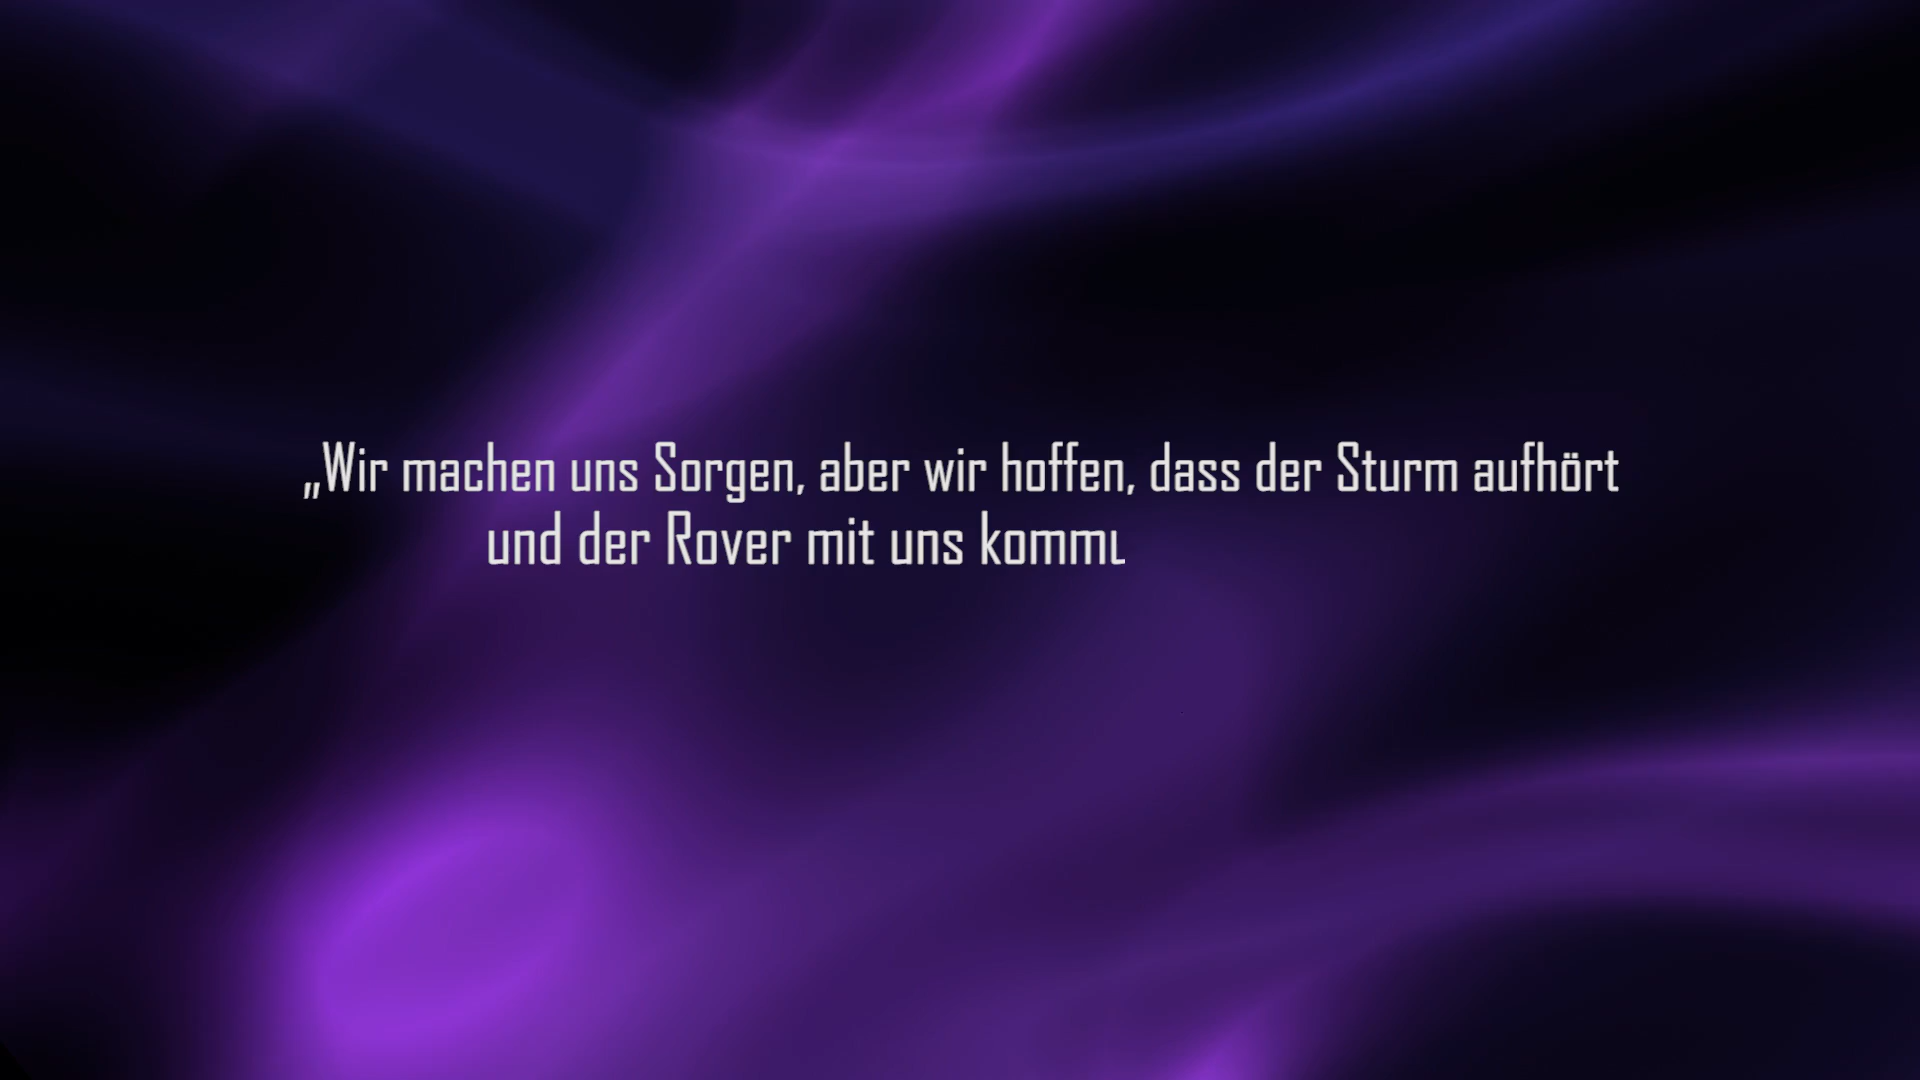 „Wir machen uns Sorgen, aber wir hoffen, dass der Sturm aufhört
und der Rover mit uns